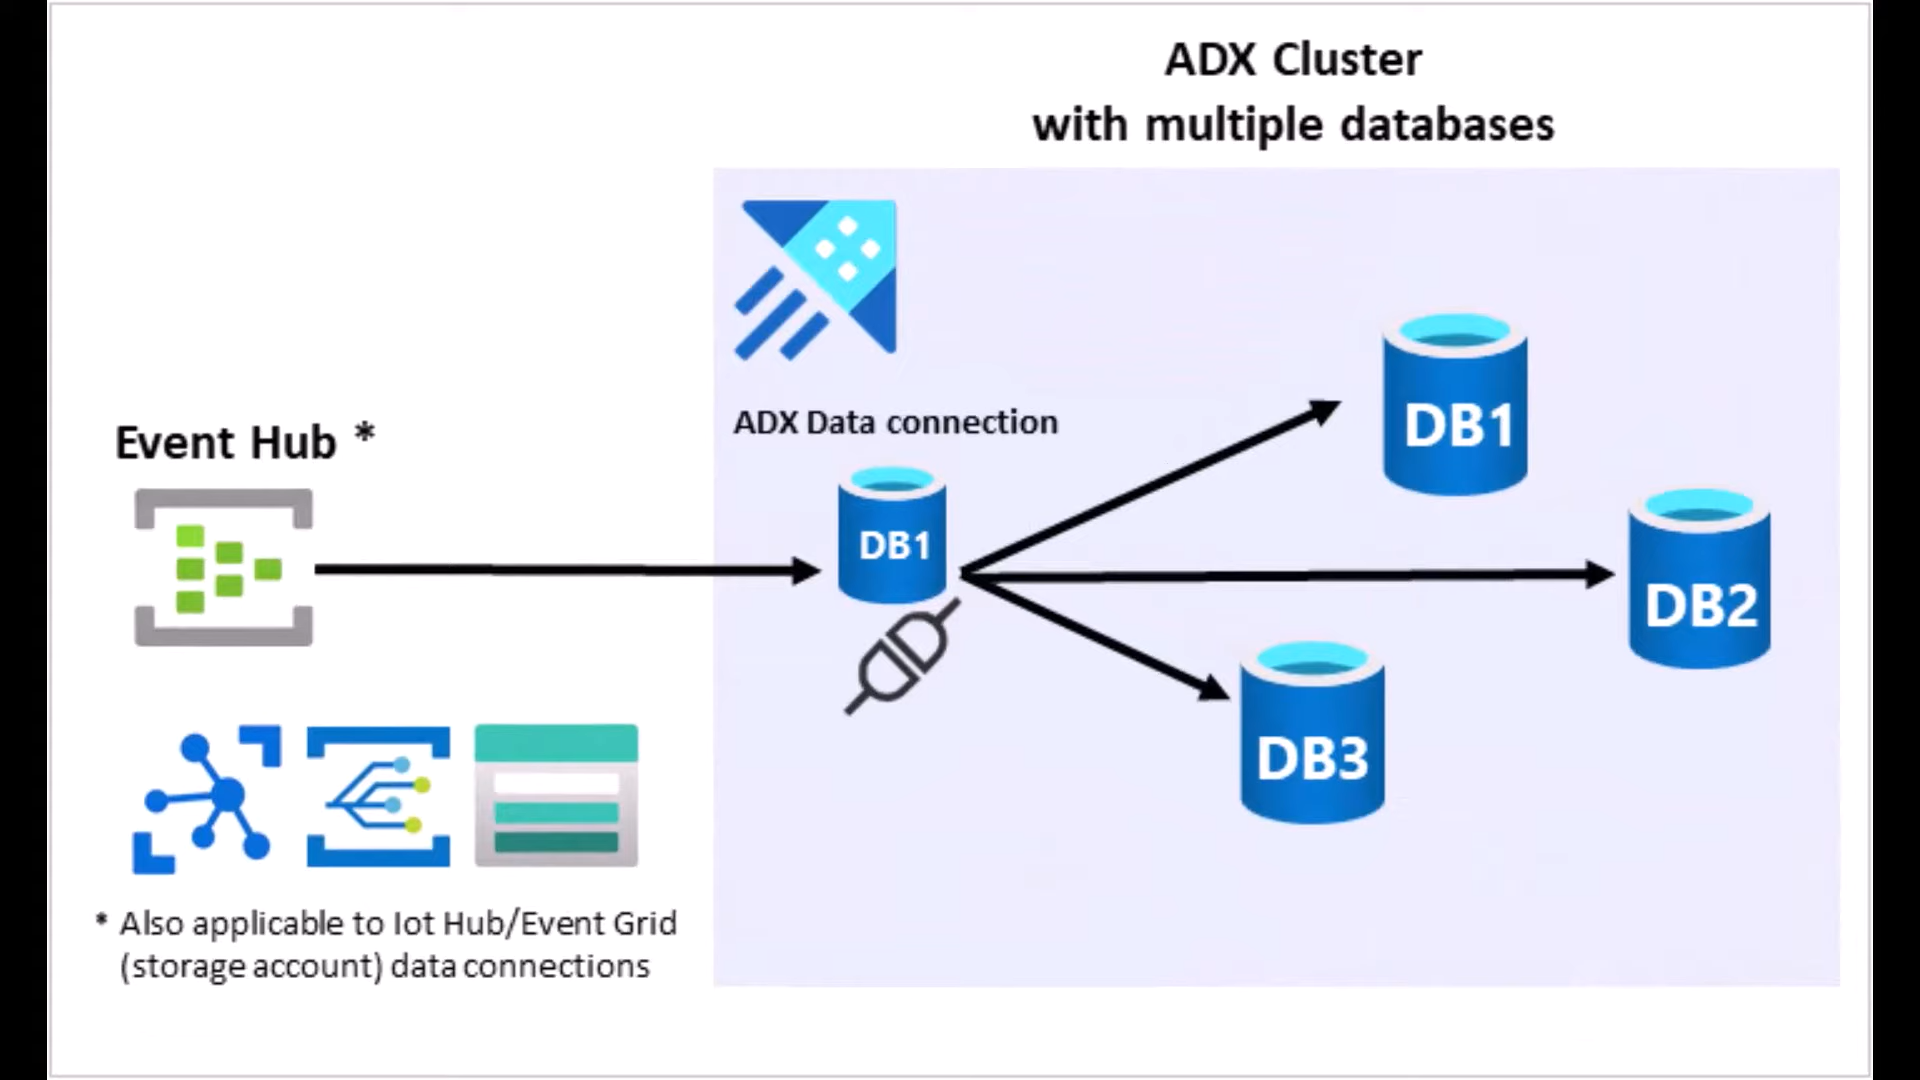 ADX Cluster
with multiple databases
ADX Data connection
Event Hub *
DB1
DB1
DB2
DB3
* Also applicable to Iot Hub/Event Grid
(storage account) data connections